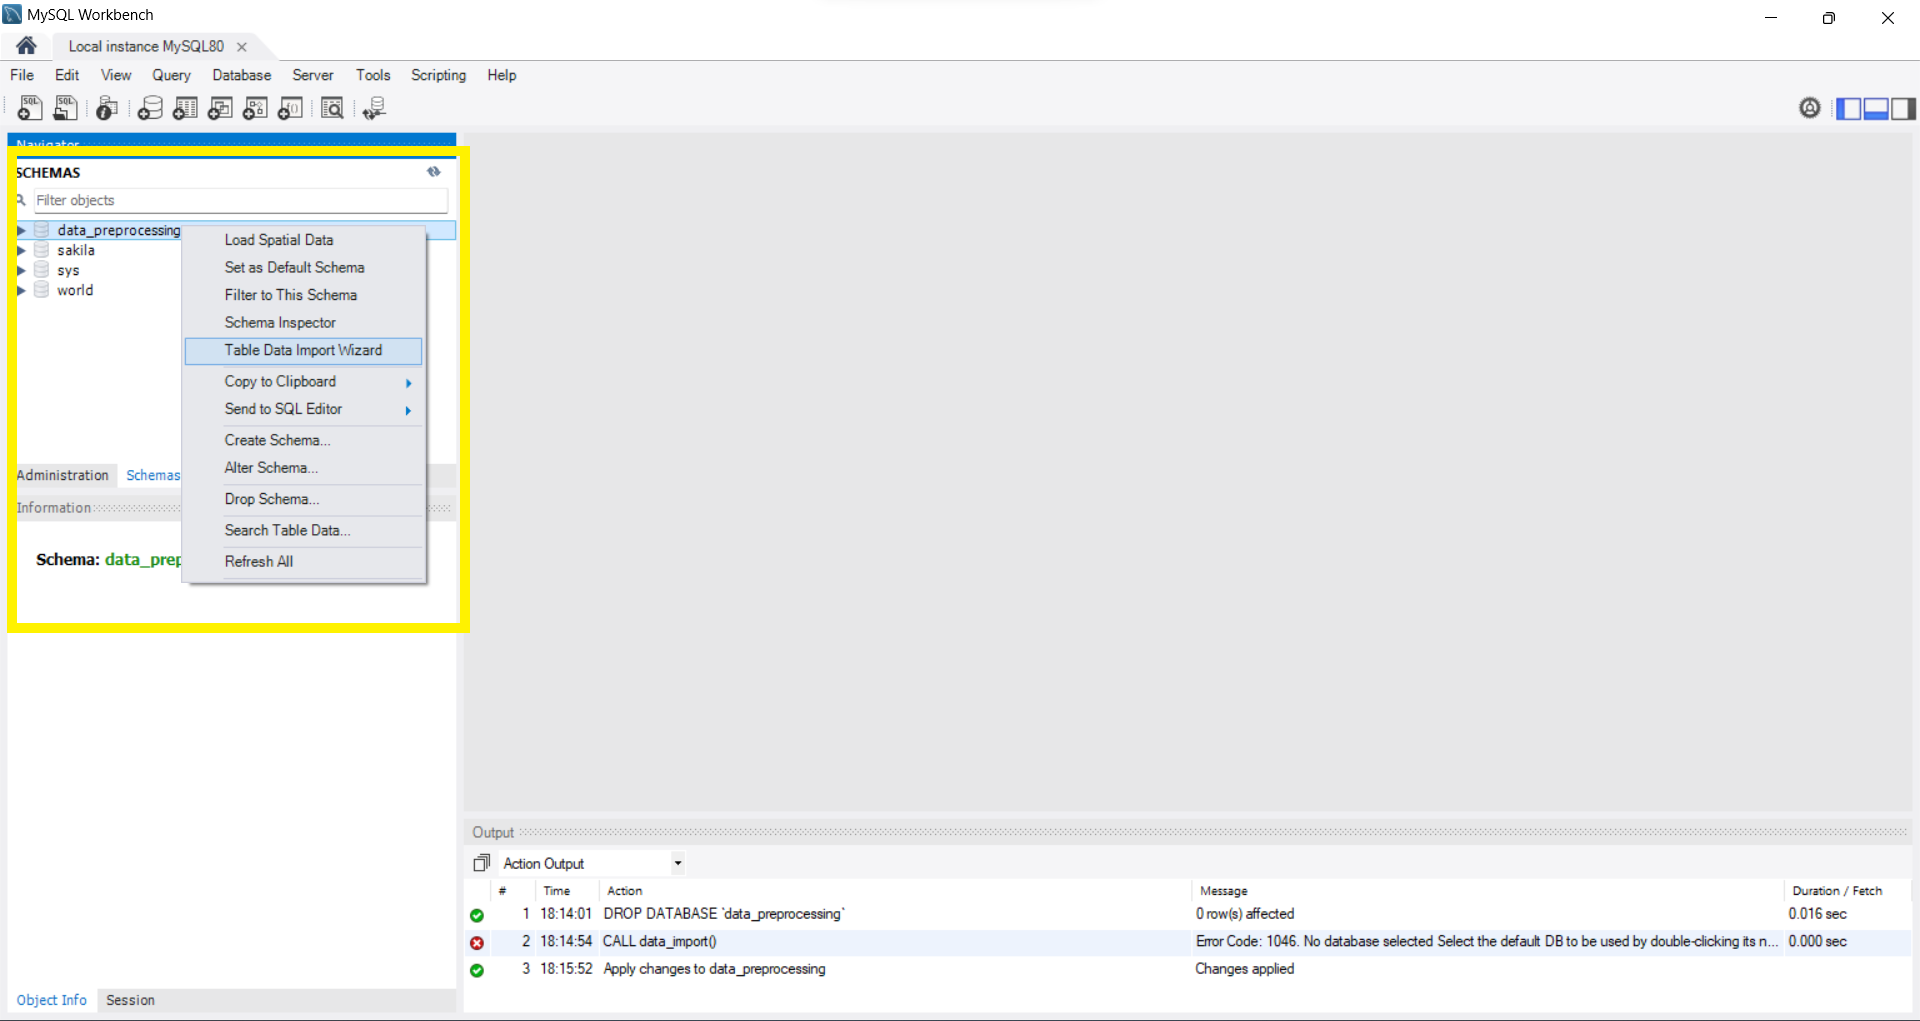 MySQL Workbench
Local instance MySQL80
File Edit View Query Database Server Tools Scripting Help
Navigator
SCHEMAS
Filter objects
data_preprocessing
sakila
sys
world
Load Spatial Data
Set as Default Schema
Filter to This Schema
Schema Inspector
Table Data Import Wizard
Copy to Clipboard
Send to SQL Editor
Create Schema...
Alter Schema...
Drop Schema...
Search Table Data...
Refresh All
Administration Schemas
Information
Schema: data_prep
Output
Action Output
# Time Action Message Duration / Fetch
1 18:14:01 DROP DATABASE `data_preprocessing` 0 row(s) affected 0.016 sec
2 18:14:54 CALL data_import() Error Code: 1046. No database selected Select the default DB to be used by double-clicking its n... 0.000 sec
3 18:15:52 Apply changes to data_preprocessing Changes applied
Object Info Session